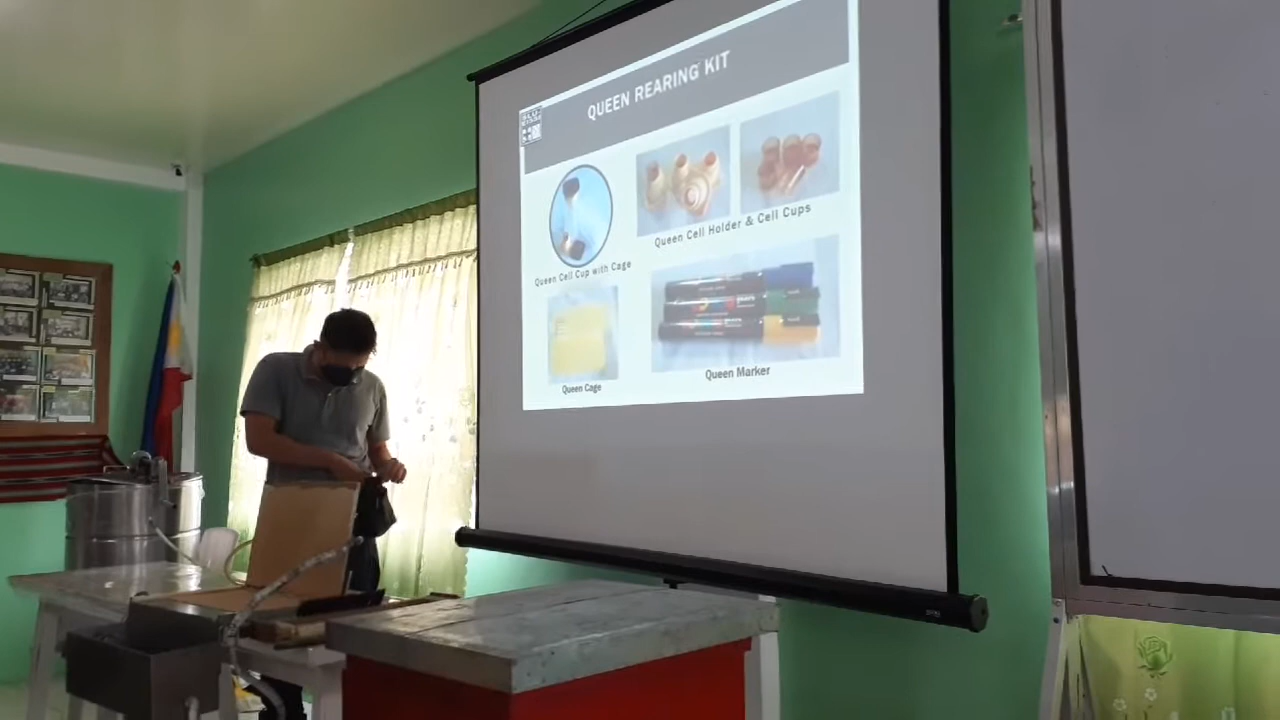 QUEEN REARING KIT
Queen Cell Cup with Cage
Queen Cell Holder & Cell Cups
Queen Cage
Queen Marker